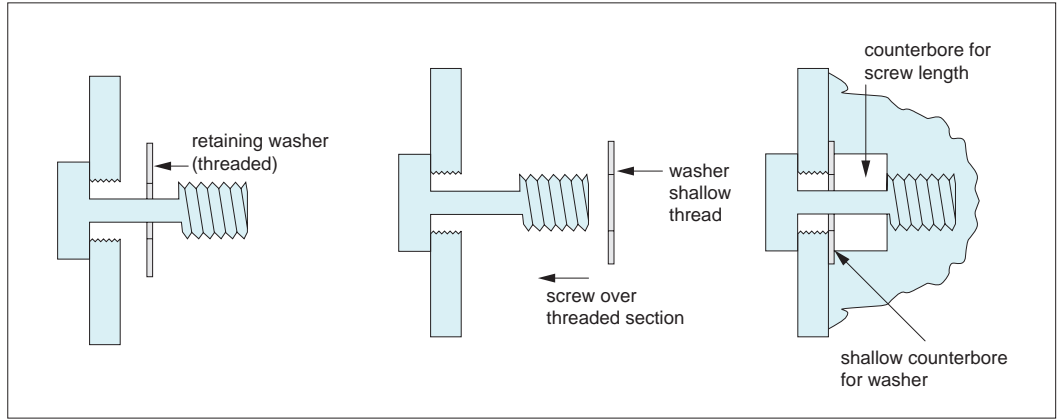 retaining washer
(threaded)
washer
shallow
thread
screw over
threaded section
counterbore for
screw length
shallow counterbore
for washer